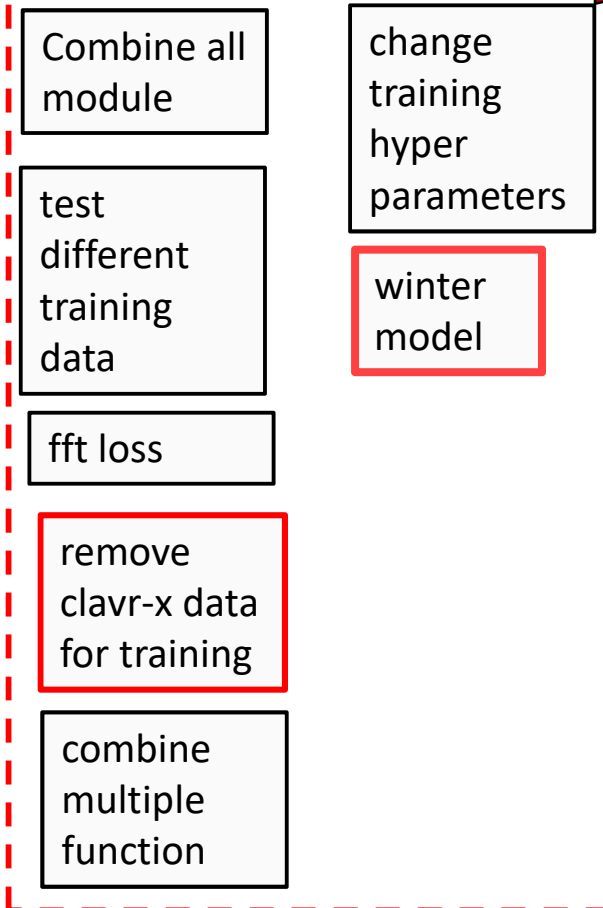 Combine all
module
test
different
training
data
fft loss
remove
clavr-x data
for training
combine
multiple
function
change
training
hyper
parameters
winter
model